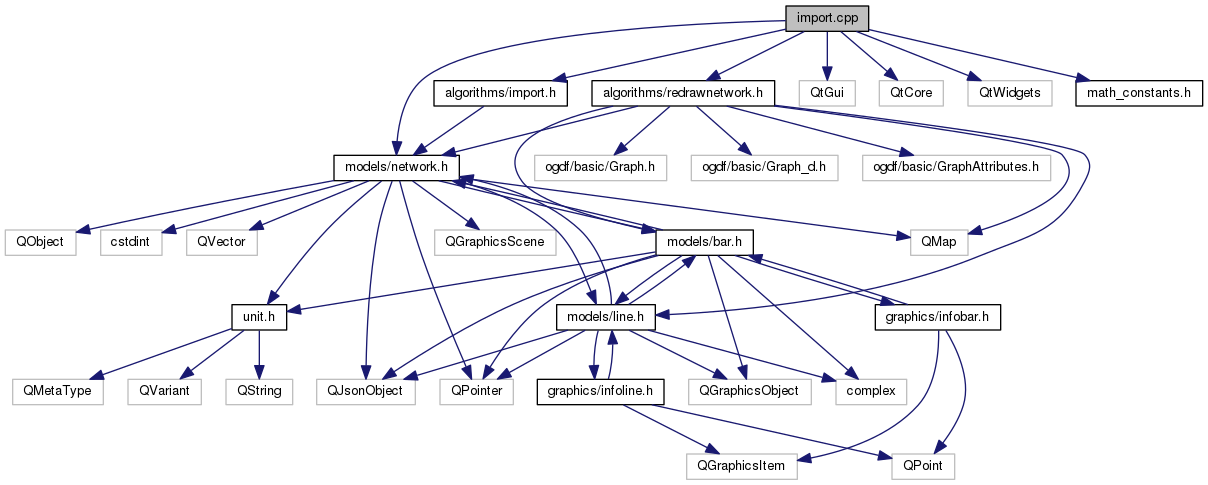 import.cpp
algorithms/import.h
algorithms/redrawnetwork.h
QtGui
QtCore
QtWidgets
math_constants.h
models/network.h
ogdf/basic/Graph.h
ogdf/basic/Graph_d.h
ogdf/basic/GraphAttributes.h
QObject
cstdint
QVector
QGraphicsScene
models/bar.h
QMap
unit.h
models/line.h
graphics/infobar.h
QMetaType
QVariant
QString
QJsonObject
QPointer
graphics/infoline.h
QGraphicsObject
complex
QGraphicsItem
QPoint